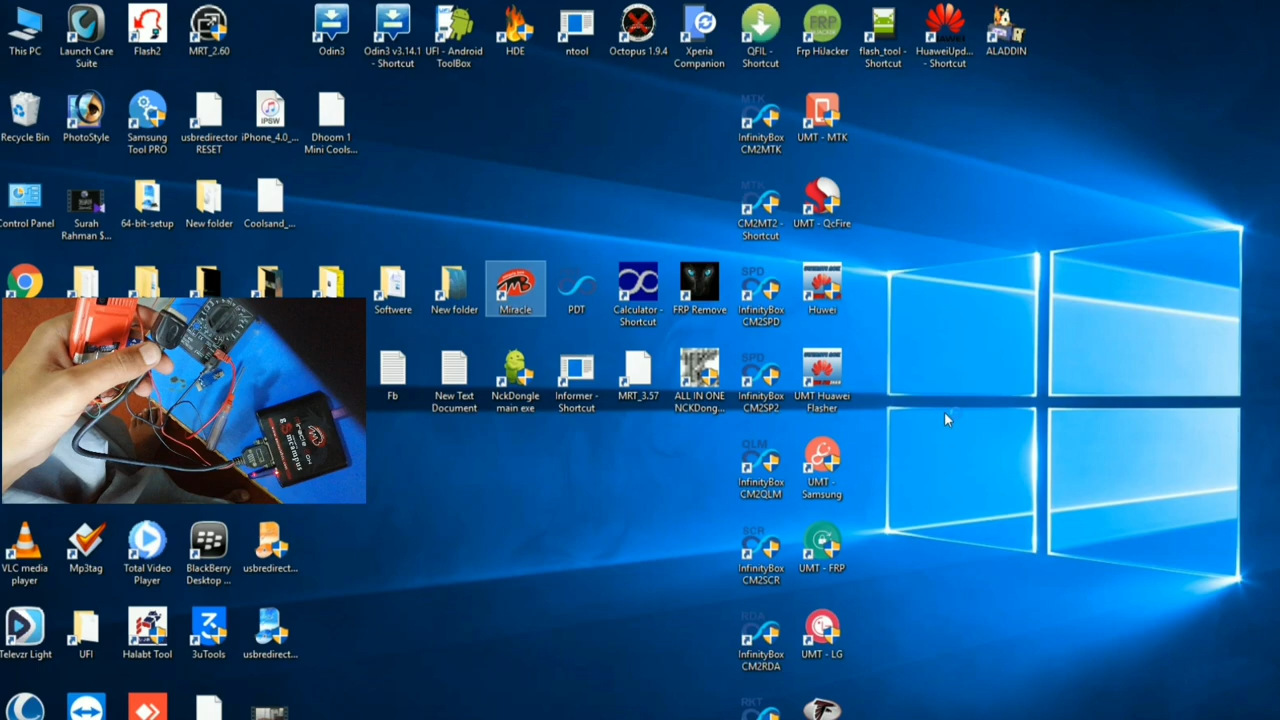 This PC
Launch Care
Suite
Flash2
MRT_2.60
Odin3
Odin3 v3.14.1
- Shortcut
UFI - Android
ToolBox
HDE
ntool
Octopus 1.9.4
Xperia
Companion
QFIL -
Shortcut
Frp HiJacker
flash_tool -
Shortcut
HuaweiUpd...
- Shortcut
ALADDIN
Recycle Bin
PhotoStyle
Samsung
Tool PRO
usbredirector
RESET
IPSW
iPhone_4.0_...
Dhoom 1
Mini Cools...
MTK
InfinityBox
CM2MTK
UMT - MTK
Control Panel
Surah
Rahman $...
64-bit-setup
New folder
Coolsand_...
MTK
CM2MT2 -
Shortcut
UMT - QcFire
Softwere
New folder
Miracle
PDT
Calculator -
Shortcut
FRP Remove
SPD
InfinityBox
CM2SPD
Huwei
Fb
New Text
Document
NckDongle
main exe
Informer -
Shortcut
MRT_3.57
ALL IN ONE
NCKDong...
SPD
InfinityBox
CM2SP2
UMT Huawei
Flasher
campus
QLM
InfinityBox
CM2QLM
UMT -
Samsung
VLC media
player
Mp3tag
Total Video
Player
BlackBerry
Desktop ...
usbredirect...
SCR
InfinityBox
CM2SCR
UMT - FRP
Televzr Light
UFI
Halabt Tool
3uTools
usbredirect...
RDA
InfinityBox
CM2RDA
UMT - LG
RKT